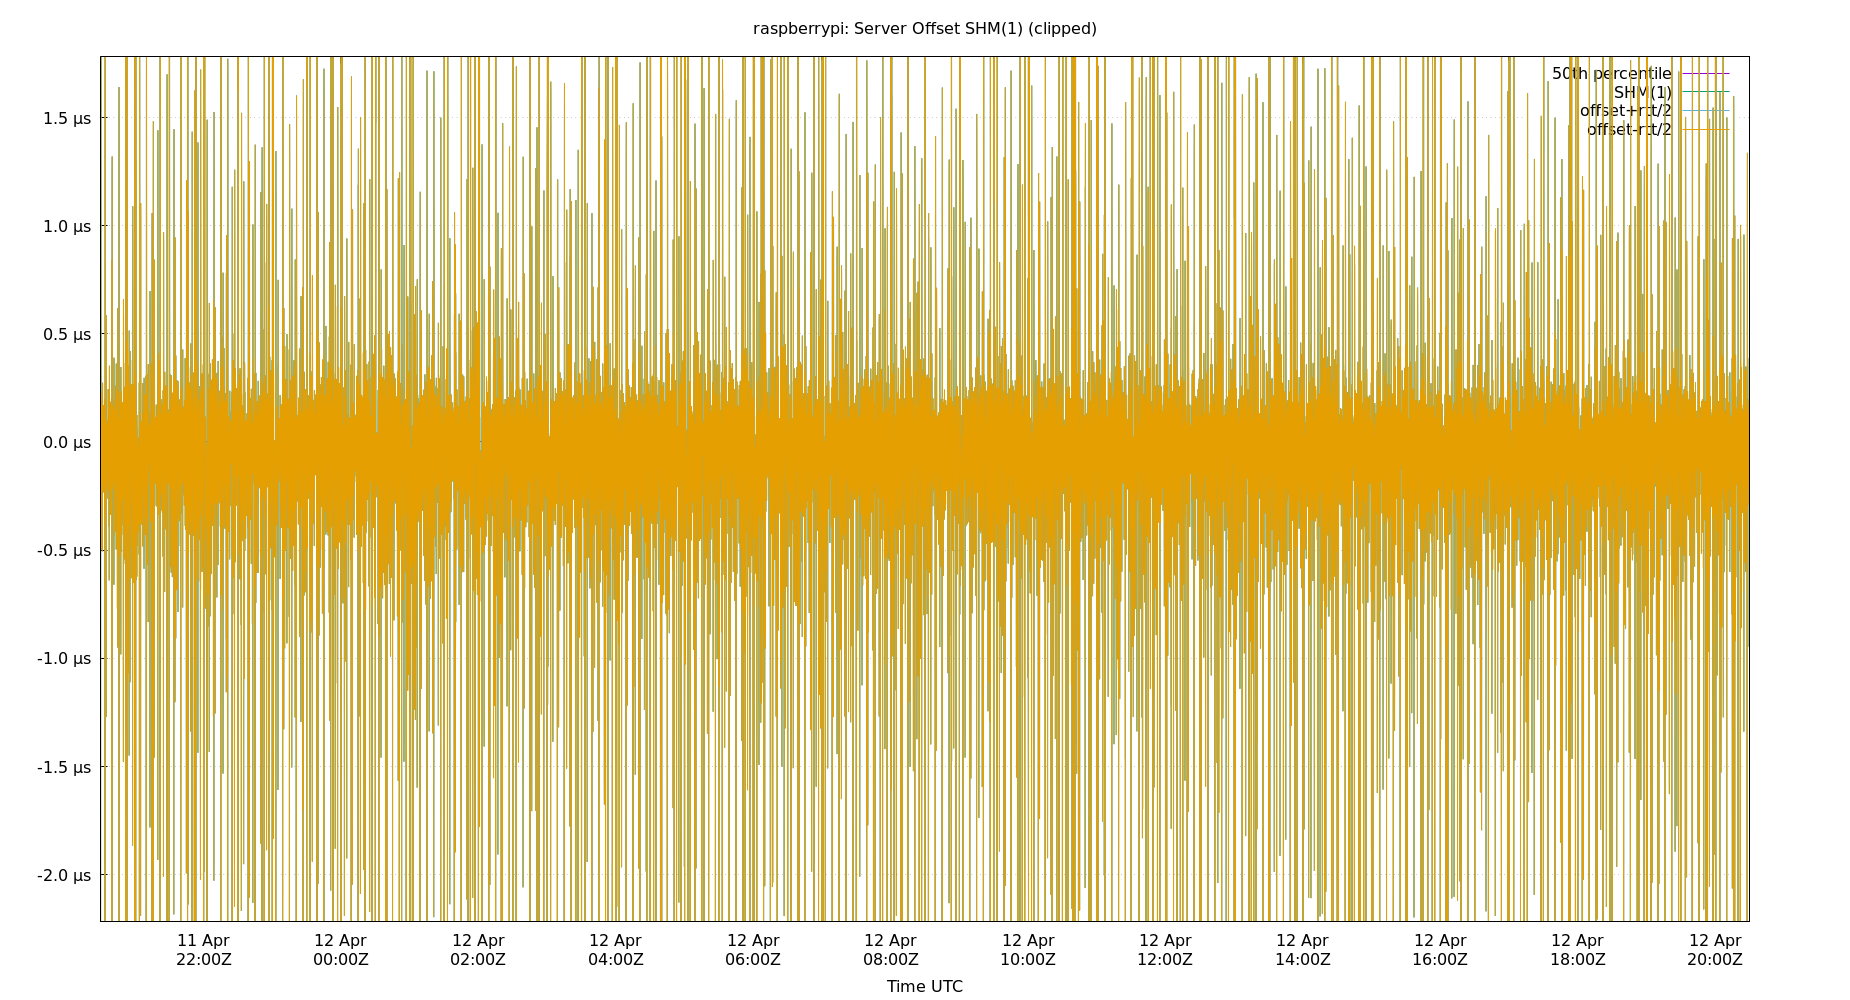 raspberrypi: Server Offset SHM(1) (clipped)
50th percentile
SHM(1)
offset+rtt/2
offset-rtt/2
1.5 µs
1.0 µs
0.5 µs
0.0 µs
-0.5 µs
-1.0 µs
-1.5 µs
-2.0 µs
11 Apr 12 Apr 12 Apr 12 Apr 12 Apr 12 Apr 12 Apr 12 Apr 12 Apr 12 Apr 12 Apr 12 Apr
22:00Z 00:00Z 02:00Z 04:00Z 06:00Z 08:00Z 10:00Z 12:00Z 14:00Z 16:00Z 18:00Z 20:00Z
Time UTC